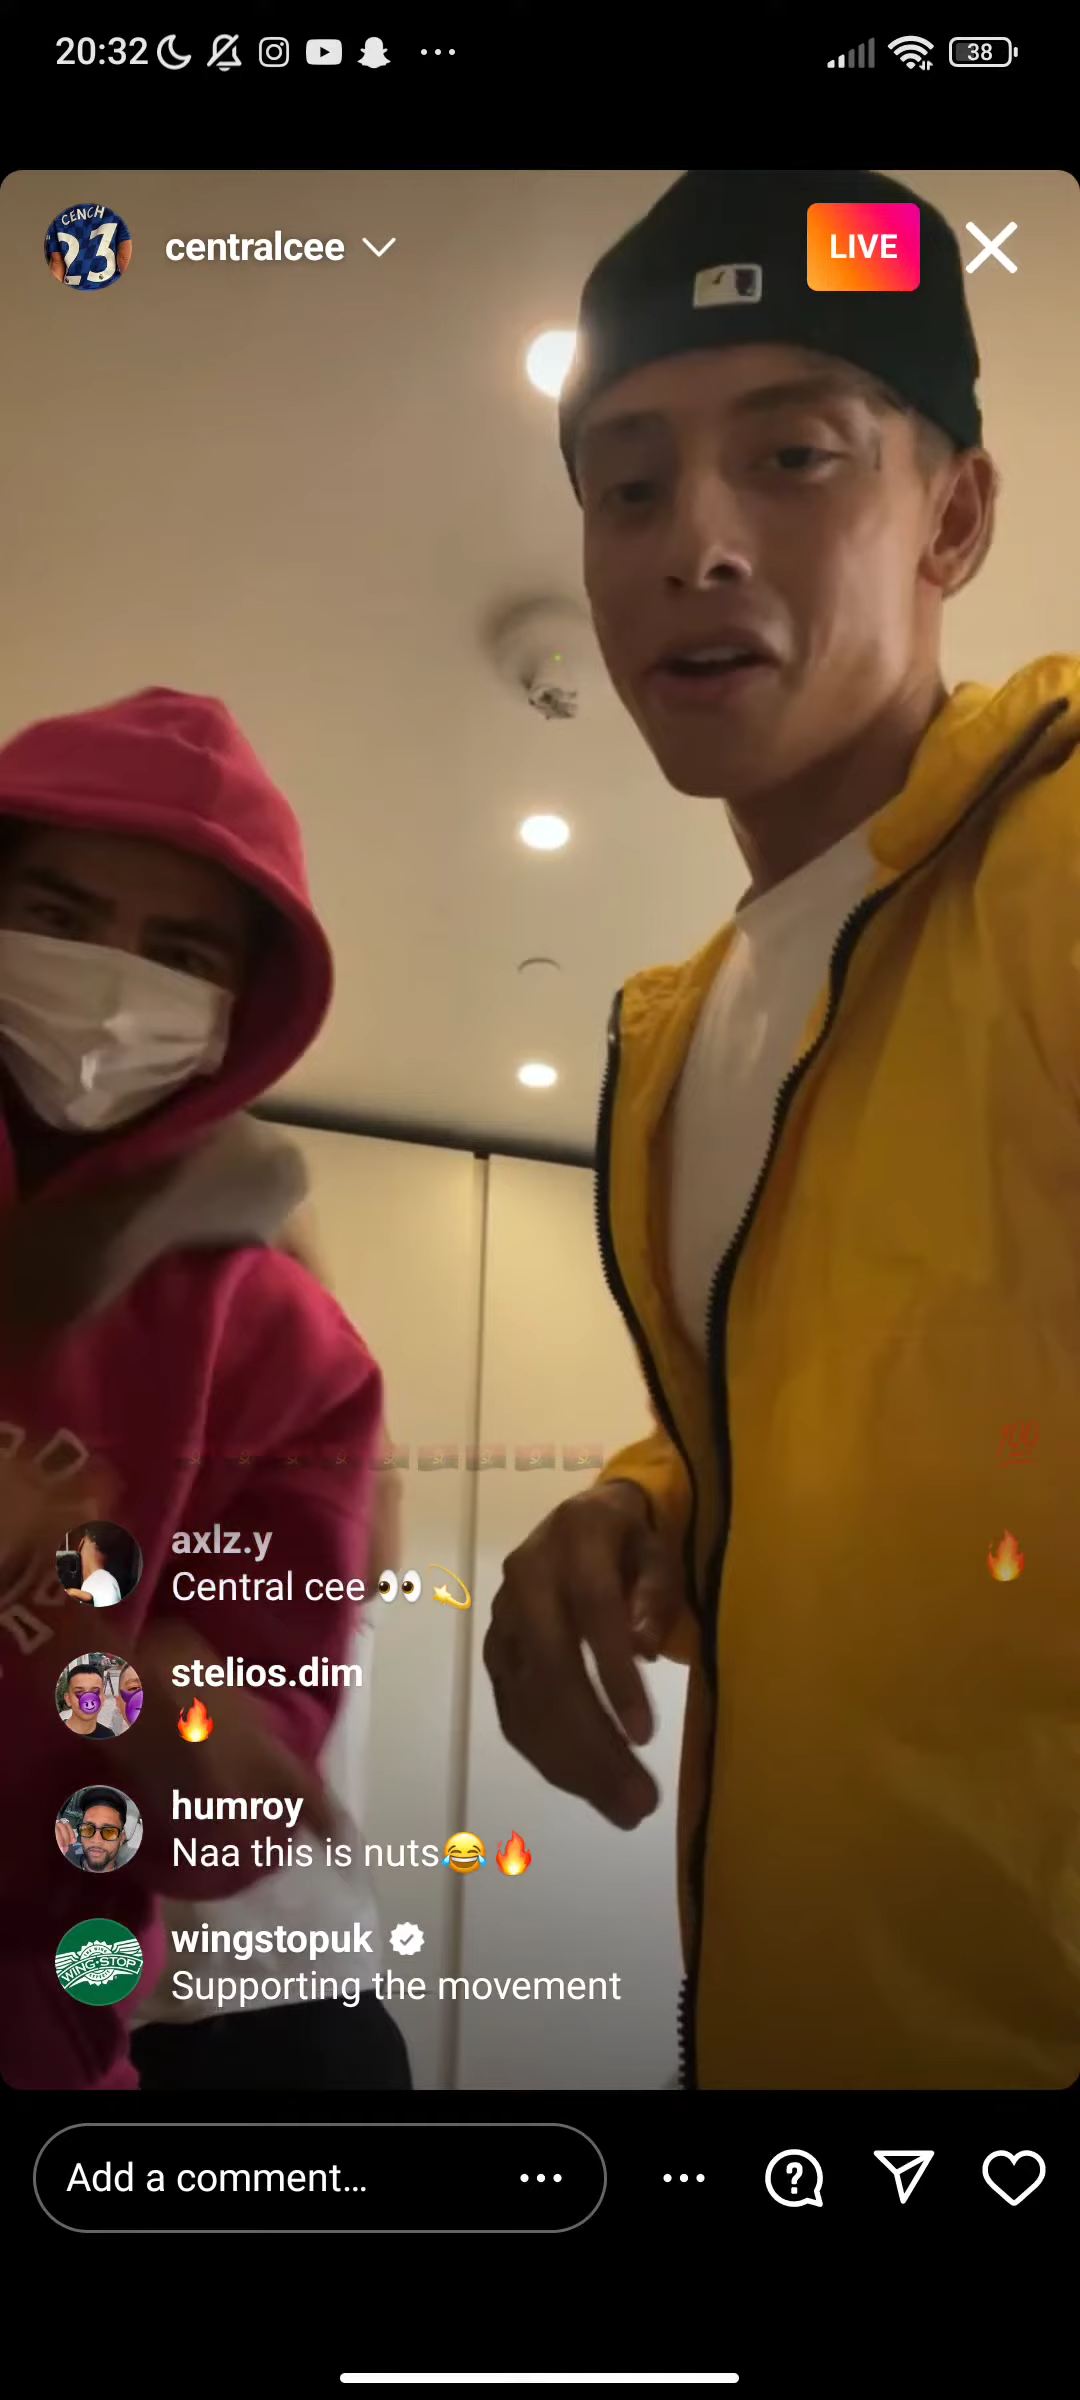 20:32
38
CENCH
23
centralcee
LIVE
axlz.y
Central cee 👀💫
stelios.dim
🔥
humroy
Naa this is nuts😂🔥
wingstopuk
WING STOP
Supporting the movement
Add a comment...